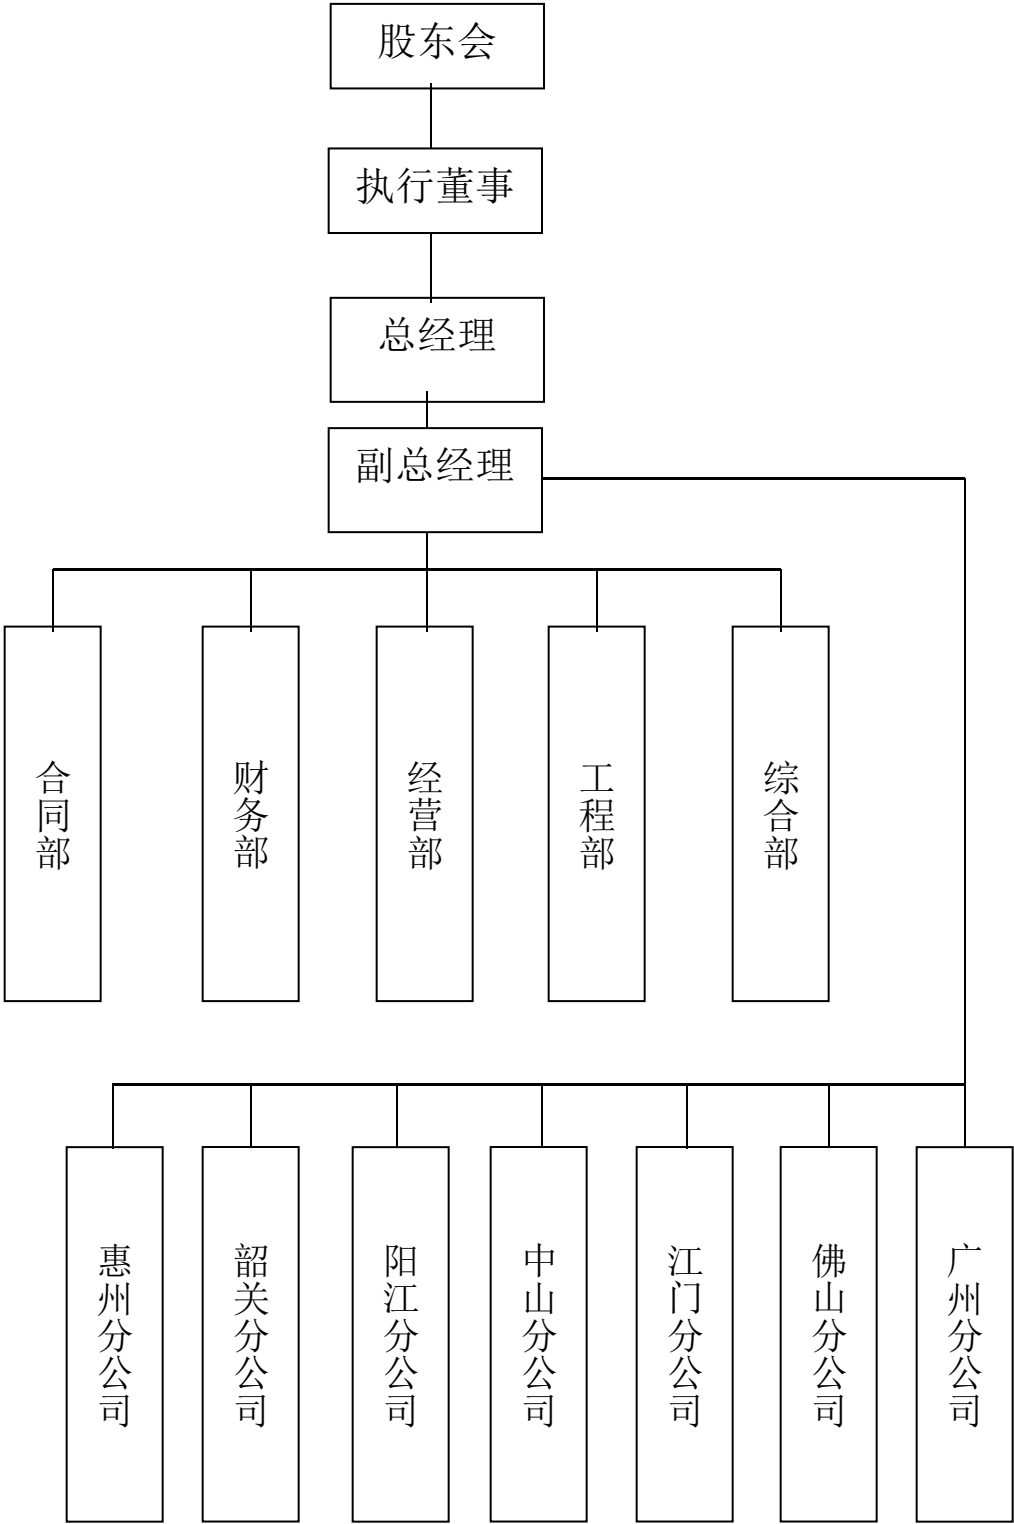 股东会
执行董事
总经理
副总经理
合同部
财务部
经营部
工程部
综合部
惠州分公司
韶关分公司
阳江分公司
中山分公司
江门分公司
佛山分公司
广州分公司